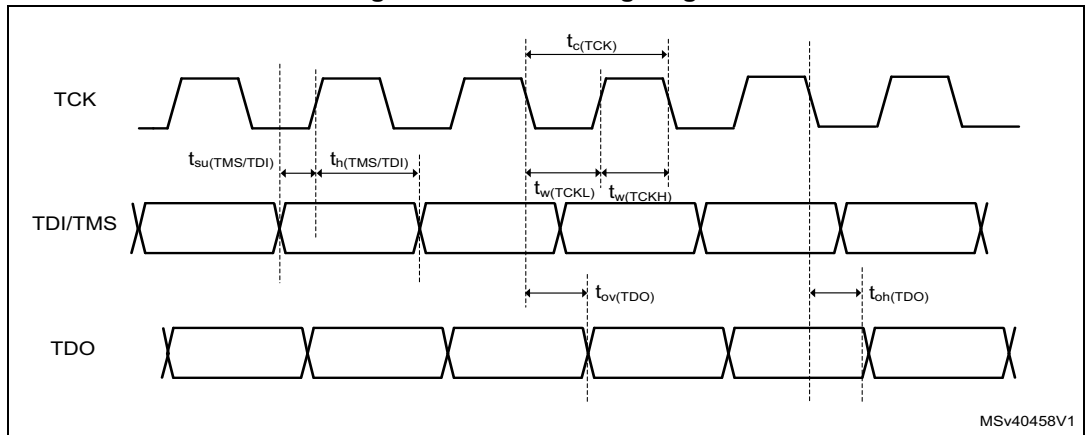 tc(TCK)
TCK
tsu(TMS/TDI) th(TMS/TDI)
tw(TCKL) tw(TCKH)
TDI/TMS
tov(TDO) toh(TDO)
TDO
MSv40458V1